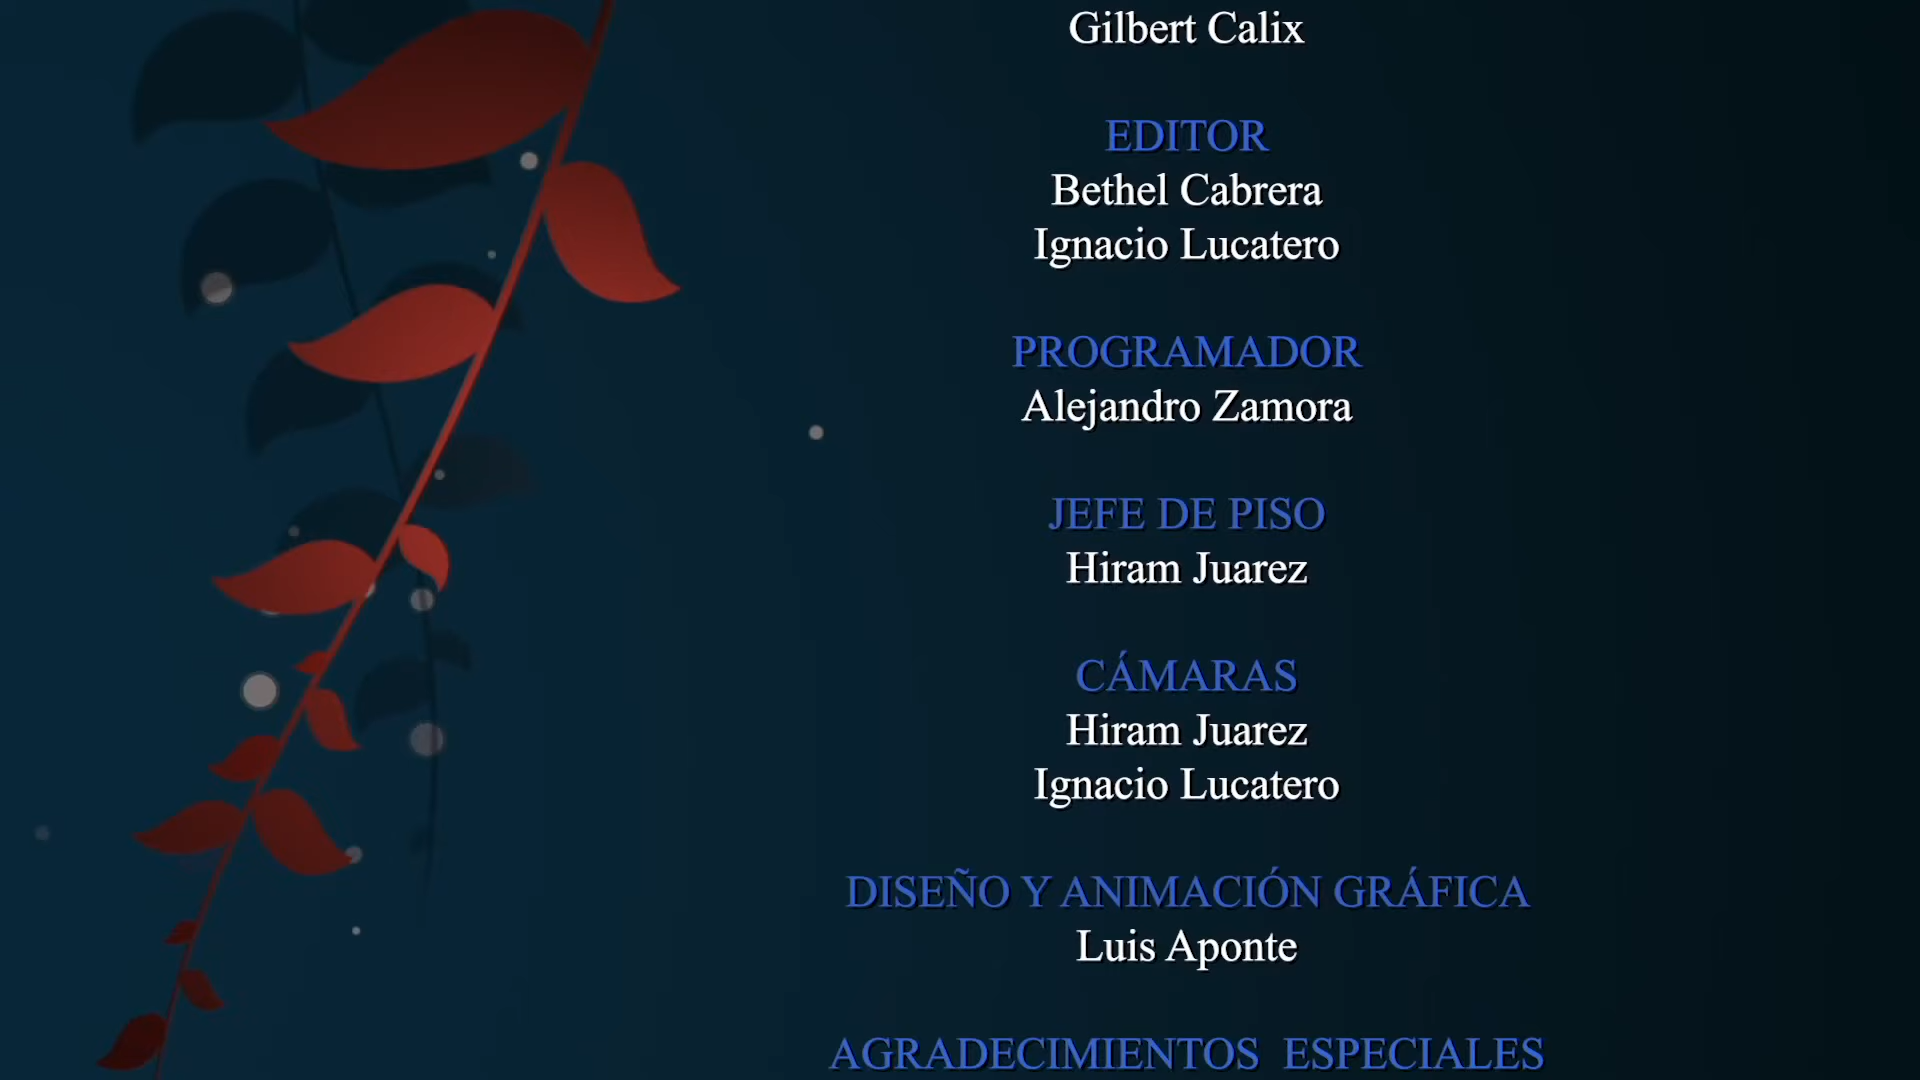 Gilbert Calix
EDITOR
Bethel Cabrera
Ignacio Lucatero
PROGRAMADOR
Alejandro Zamora
JEFE DE PISO
Hiram Juarez
CÁMARAS
Hiram Juarez
Ignacio Lucatero
DISEÑO Y ANIMACIÓN GRÁFICA
Luis Aponte
AGRADECIMIENTOS ESPECIALES